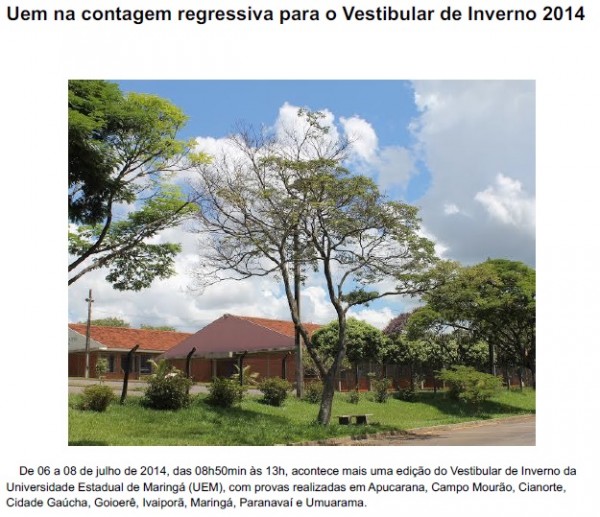 Uem na contagem regressiva para o Vestibular de Inverno 2014
De 06 a 08 de julho de 2014, das 08h50min às 13h, acontece mais uma edição do Vestibular de Inverno da
Universidade Estadual de Maringá (UEM), com provas realizadas em Apucarana, Campo Mourão, Cianorte,
Cidade Gaúcha, Goioerê, Ivaiporã, Maringá, Paranavaí e Umuarama.